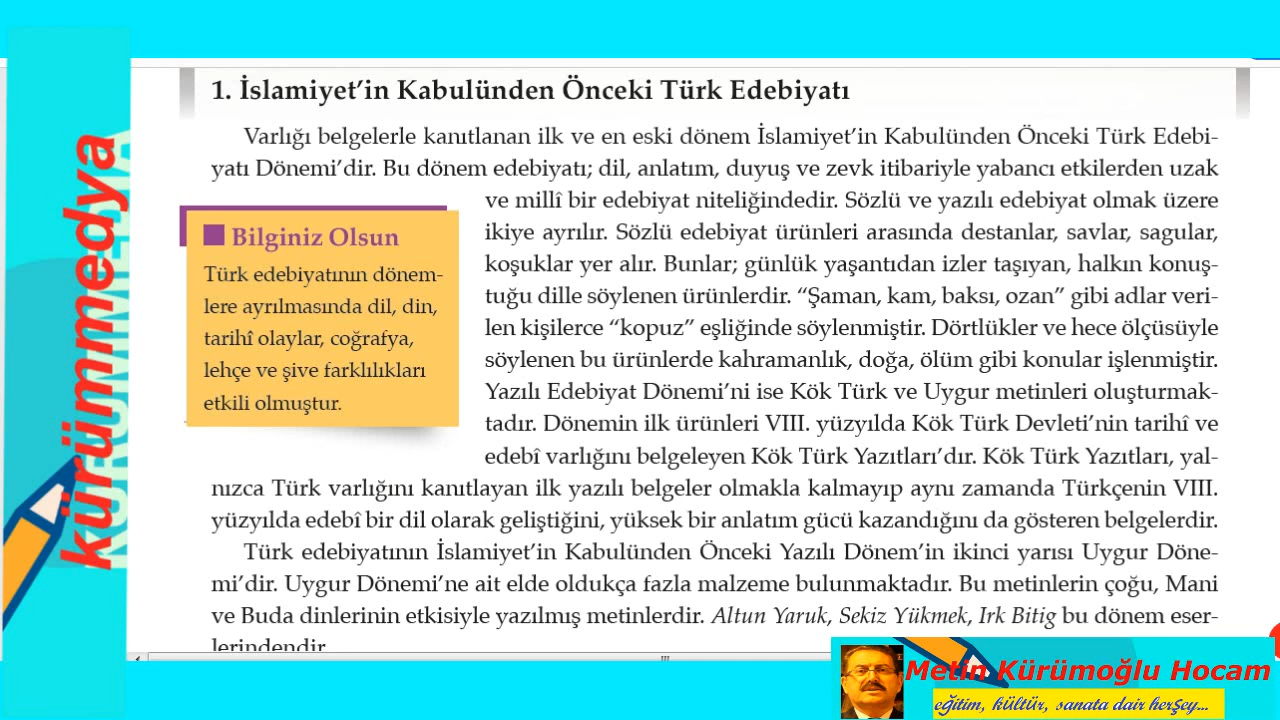 kürümmedya
1. İslamiyet'in Kabulünden Önceki Türk Edebiyatı
Varlığı belgelerle kanıtlanan ilk ve en eski dönem İslamiyet'in Kabulünden Önceki Türk Edebi-
yatı Dönemi'dir. Bu dönem edebiyatı; dil, anlatım, duyuş ve zevk itibariyle yabancı etkilerden uzak
ve millî bir edebiyat niteliğindedir. Sözlü ve yazılı edebiyat olmak üzere
ikiye ayrılır. Sözlü edebiyat ürünleri arasında destanlar, savlar, sagular,
koşuklar yer alır. Bunlar; günlük yaşantıdan izler taşıyan, halkın konuş-
tuğu dille söylenen ürünlerdir. “Şaman, kam, baksı, ozan” gibi adlar veri-
len kişilerce “kopuz” eşliğinde söylenmiştir. Dörtlükler ve hece ölçüsüyle
söylenen bu ürünlerde kahramanlık, doğa, ölüm gibi konular işlenmiştir.
Yazılı Edebiyat Dönemi'ni ise Kök Türk ve Uygur metinleri oluşturmak-
tadır. Dönemin ilk ürünleri VIII. yüzyılda Kök Türk Devleti'nin tarihî ve
edebî varlığını belgeleyen Kök Türk Yazıtları'dır. Kök Türk Yazıtları, yal-
nızca Türk varlığını kanıtlayan ilk yazılı belgeler olmakla kalmayıp aynı zamanda Türkçenin VIII.
yüzyılda edebî bir dil olarak geliştiğini, yüksek bir anlatım gücü kazandığını da gösteren belgelerdir.
Türk edebiyatının İslamiyet'in Kabulünden Önceki Yazılı Dönem'in ikinci yarısı Uygur Döne-
mi'dir. Uygur Dönemi'ne ait elde oldukça fazla malzeme bulunmaktadır. Bu metinlerin çoğu, Mani
ve Buda dinlerinin etkisiyle yazılmış metinlerdir. Altun Yaruk, Sekiz Yükmek, Irk Bitig bu dönem eser-
lerindendir
Bilginiz Olsun
Türk edebiyatının dönem-
lere ayrılmasında dil, din,
tarihî olaylar, coğrafya,
lehçe ve şive farklılıkları
etkili olmuştur.
Metin Kürümoğlu Hocam
eğitim, kültür, sanata dair herşey...